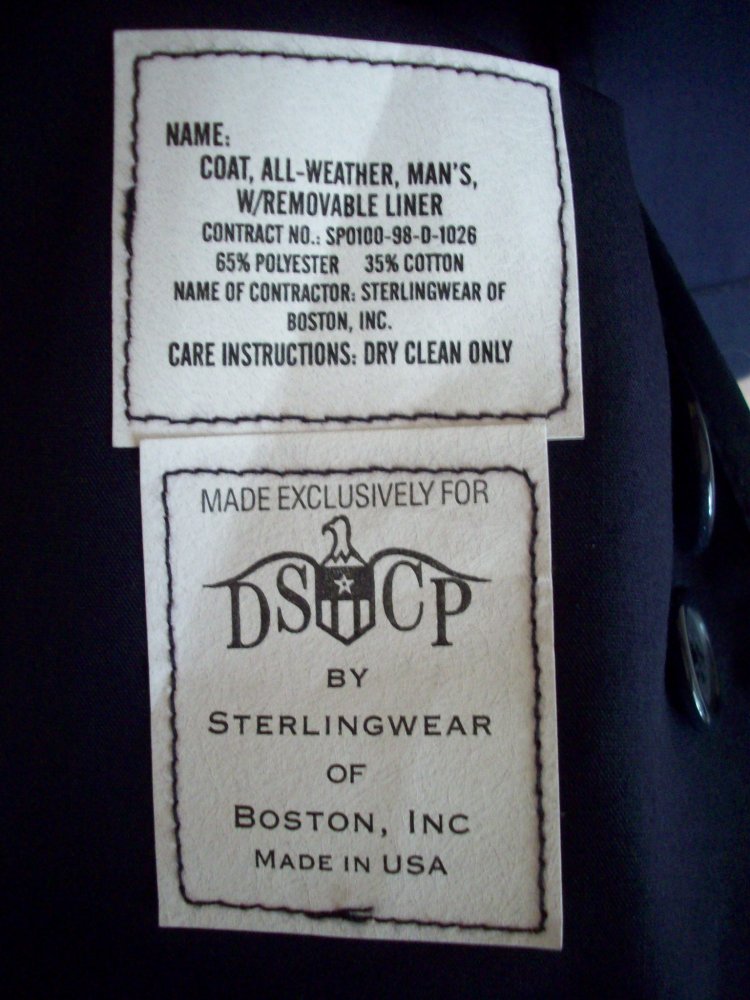 NAME:
COAT, ALL-WEATHER, MAN'S,
W/REMOVABLE LINER
CONTRACT NO.: SPO100-98-D-1026
65% POLYESTER 35% COTTON
NAME OF CONTRACTOR: STERLINGWEAR OF
BOSTON, INC.
CARE INSTRUCTIONS: DRY CLEAN ONLY
MADE EXCLUSIVELY FOR
DSCP
BY
STERLINGWEAR
OF
BOSTON, INC
MADE IN USA